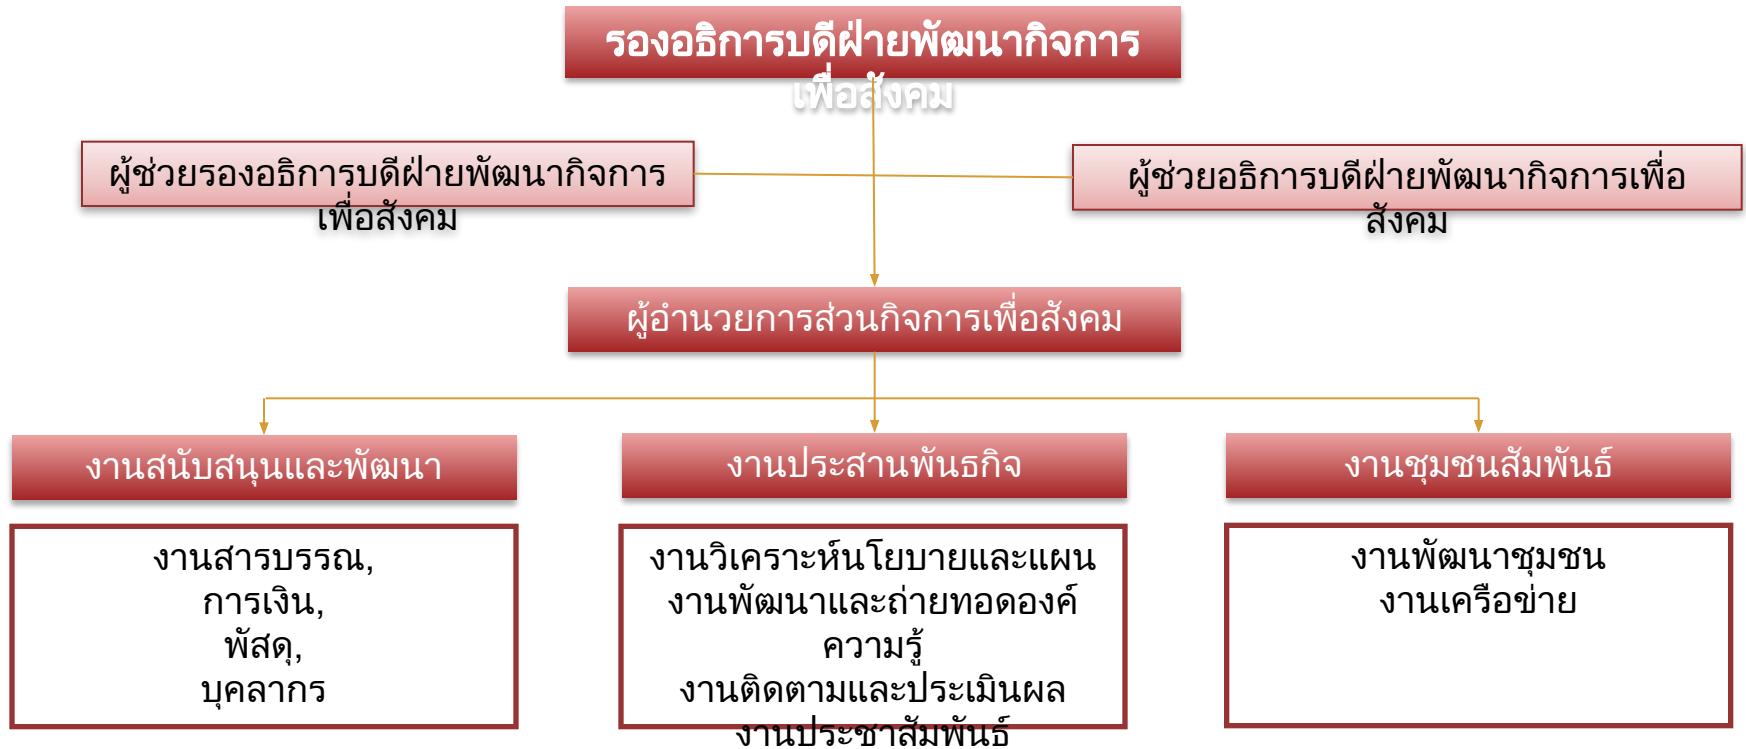 รองอธิการบดีฝ่ายพัฒนากิจการ
เพื่อสังคม
ผู้ช่วยรองอธิการบดีฝ่ายพัฒนากิจการ
เพื่อสังคม
ผู้ช่วยอธิการบดีฝ่ายพัฒนากิจการเพื่อ
สังคม
ผู้อำนวยการส่วนกิจการเพื่อสังคม
งานสนับสนุนและพัฒนา
งานประสานพันธกิจ
งานชุมชนสัมพันธ์
งานสารบรรณ,
การเงิน,
พัสดุ,
บุคลากร
งานวิเคราะห์นโยบายและแผน
งานพัฒนาและถ่ายทอดองค์
ความรู้
งานติดตามและประเมินผล
งานประชาสัมพันธ์
งานพัฒนาชุมชน
งานเครือข่าย